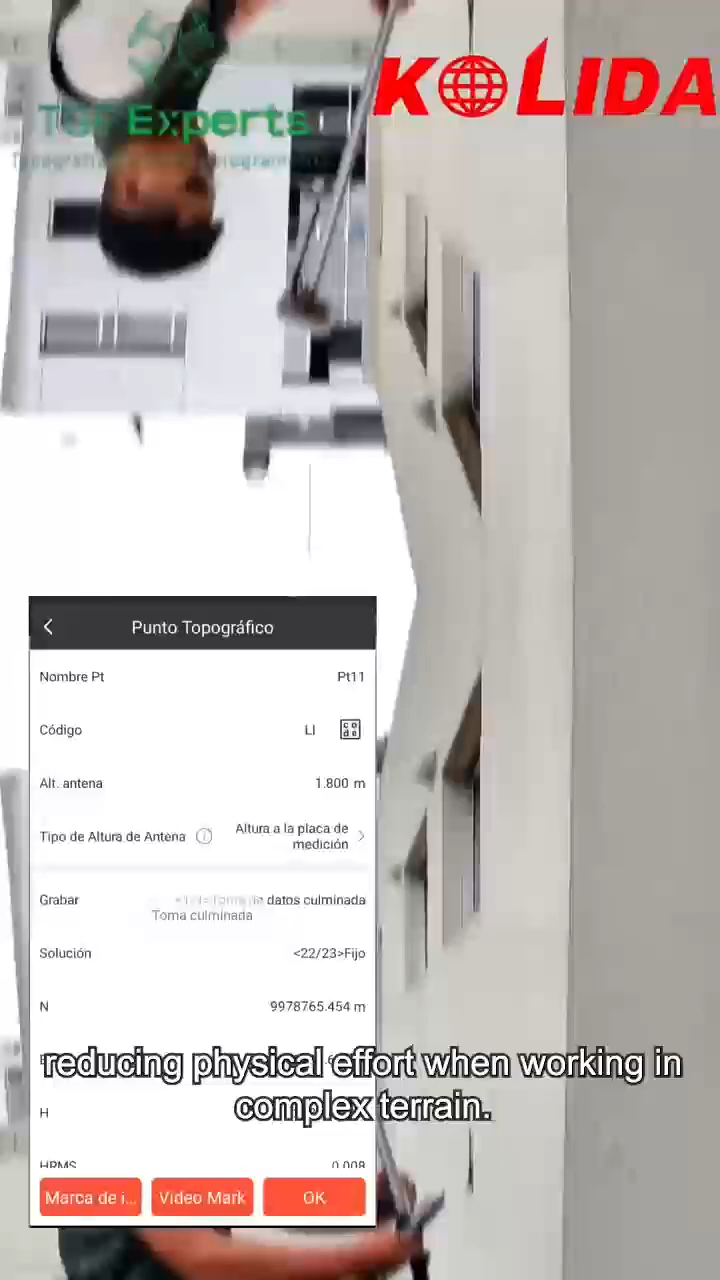 KOLIDA
TOPExperts
Punto Topográfico
Nombre Pt Pt11
Código LI code
Alt. antena 1.800 m
Tipo de Altura de Antena Altura a la placa de medición
Grabar datos culminada
Toma culminada
Solución <22/23>Fijo
N 9978765.454 m
reducing physical effort when working in
complex terrain.
H
HRMS 0.008
Marca de i... Video Mark OK